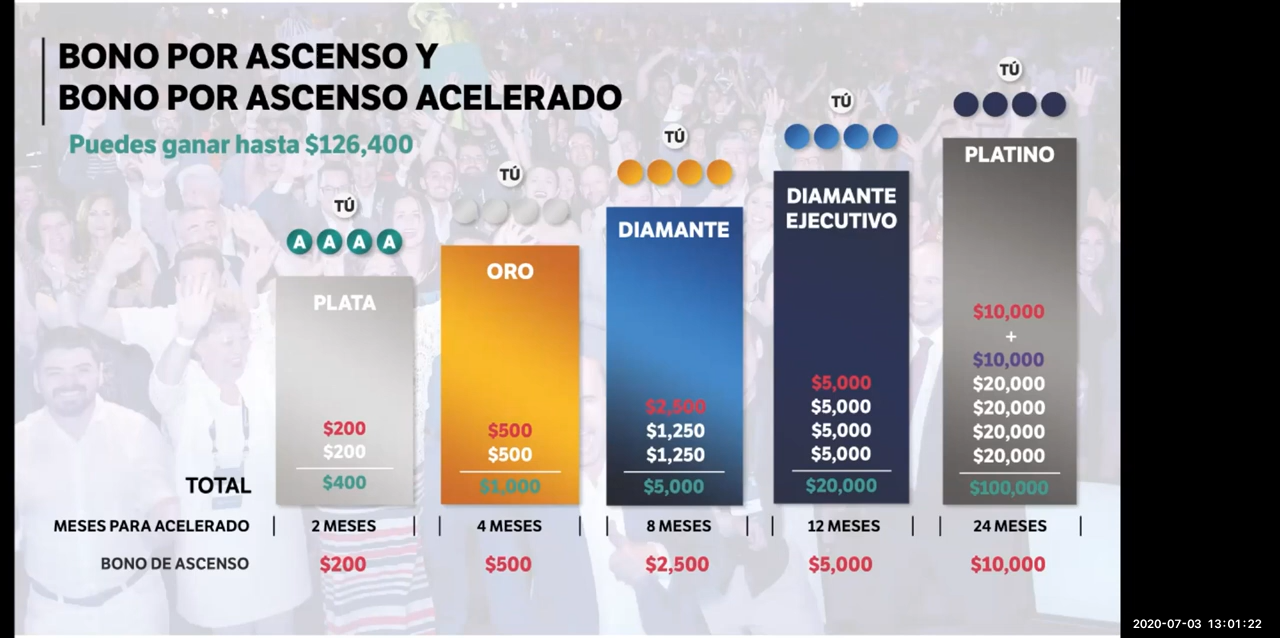 BONO POR ASCENSO Y
BONO POR ASCENSO ACELERADO
Puedes ganar hasta $126,400
TÚ
A A A A
PLATA
$200
$200
$400
TÚ
ORO
$500
$500
$1,000
TÚ
DIAMANTE
$2,500
$1,250
$1,250
$5,000
TÚ
DIAMANTE
EJECUTIVO
$5,000
$5,000
$5,000
$5,000
$20,000
TÚ
PLATINO
$10,000
+
$10,000
$20,000
$20,000
$20,000
$20,000
$100,000
TOTAL
MESES PARA ACELERADO | 2 MESES | | 4 MESES | | 8 MESES | | 12 MESES | | 24 MESES |
BONO DE ASCENSO $200 $500 $2,500 $5,000 $10,000
2020-07-03 13:01:22